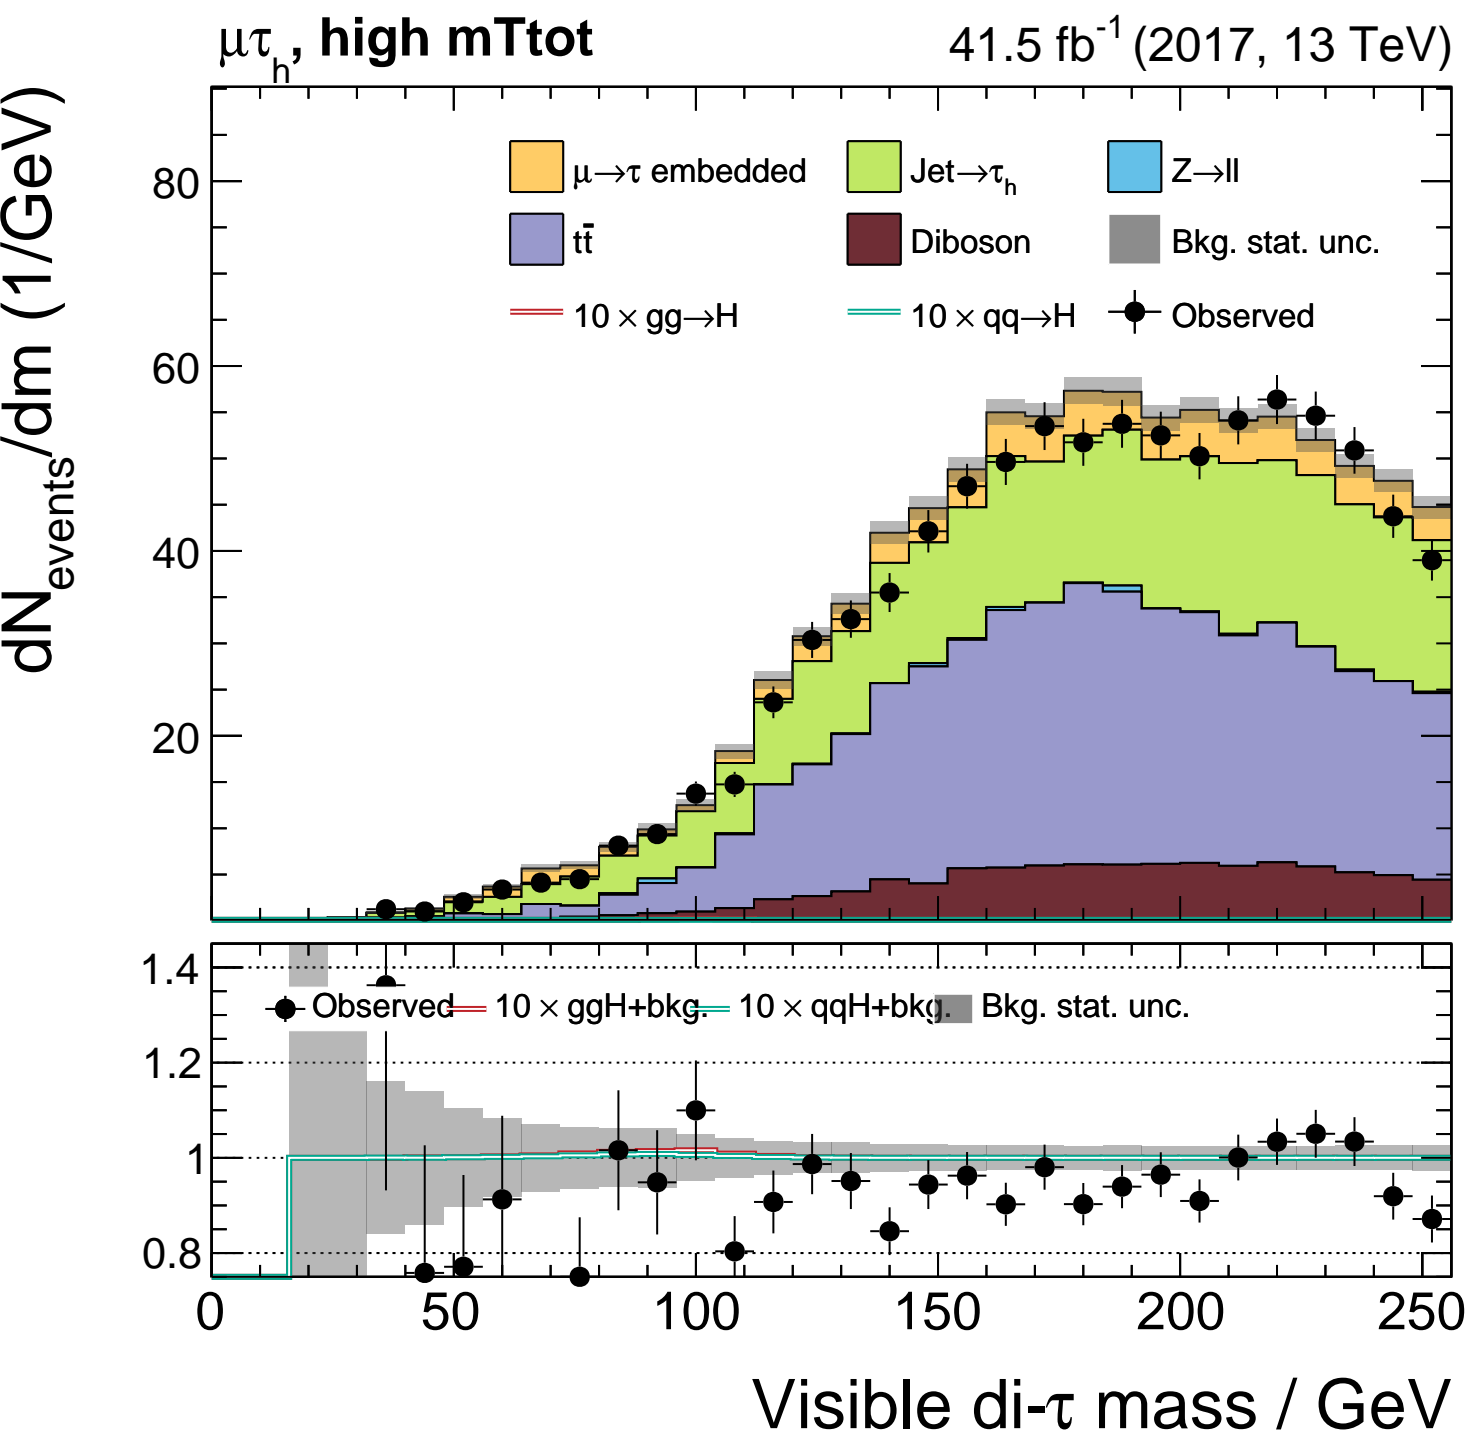 μτh, high mTtot 41.5 fb-1 (2017, 13 TeV)
dNevents/dm (1/GeV)
80
60
40
20
μ→τ embedded Jet→τh Z→ll
tt̄ Diboson Bkg. stat. unc.
10 × gg→H 10 × qq→H Observed
1.4
1.2
1
0.8
Observed 10 × ggH+bkg. 10 × qqH+bkg. Bkg. stat. unc.
0 50 100 150 200 250
Visible di-τ mass / GeV